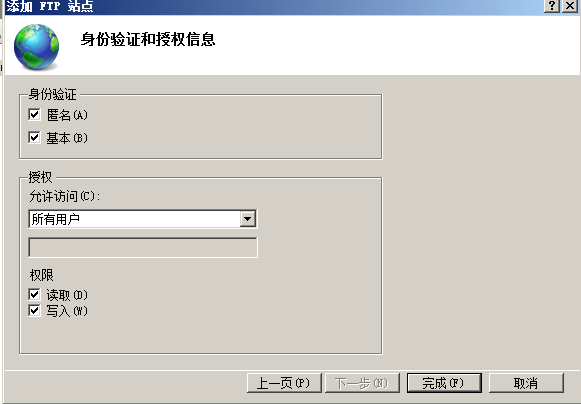 添加 FTP 站点
身份验证和授权信息
身份验证
匿名(A)
基本(B)
授权
允许访问(C):
所有用户
权限
读取(D)
写入(W)
上一页(P) 下一步(N) 完成(F) 取消